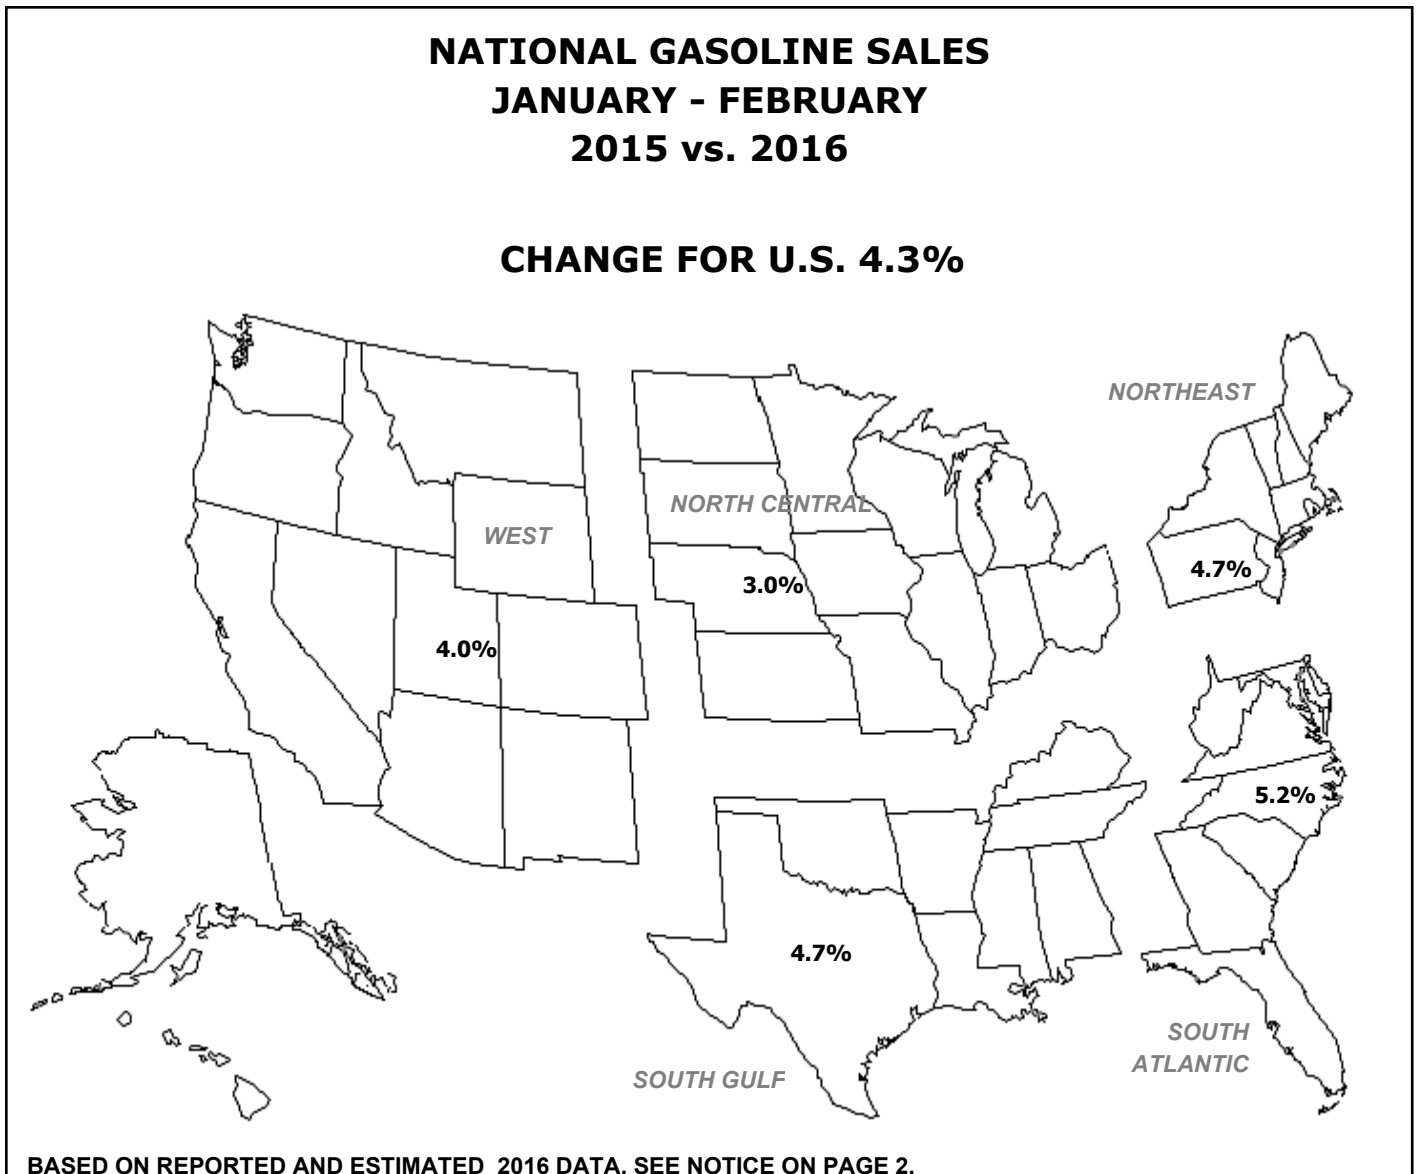 NATIONAL GASOLINE SALES
JANUARY - FEBRUARY
2015 vs. 2016
CHANGE FOR U.S. 4.3%
NORTHEAST
NORTH CENTRAL
WEST
4.7%
3.0%
4.0%
5.2%
4.7%
SOUTH
ATLANTIC
SOUTH GULF
BASED ON REPORTED AND ESTIMATED 2016 DATA. SEE NOTICE ON PAGE 2.